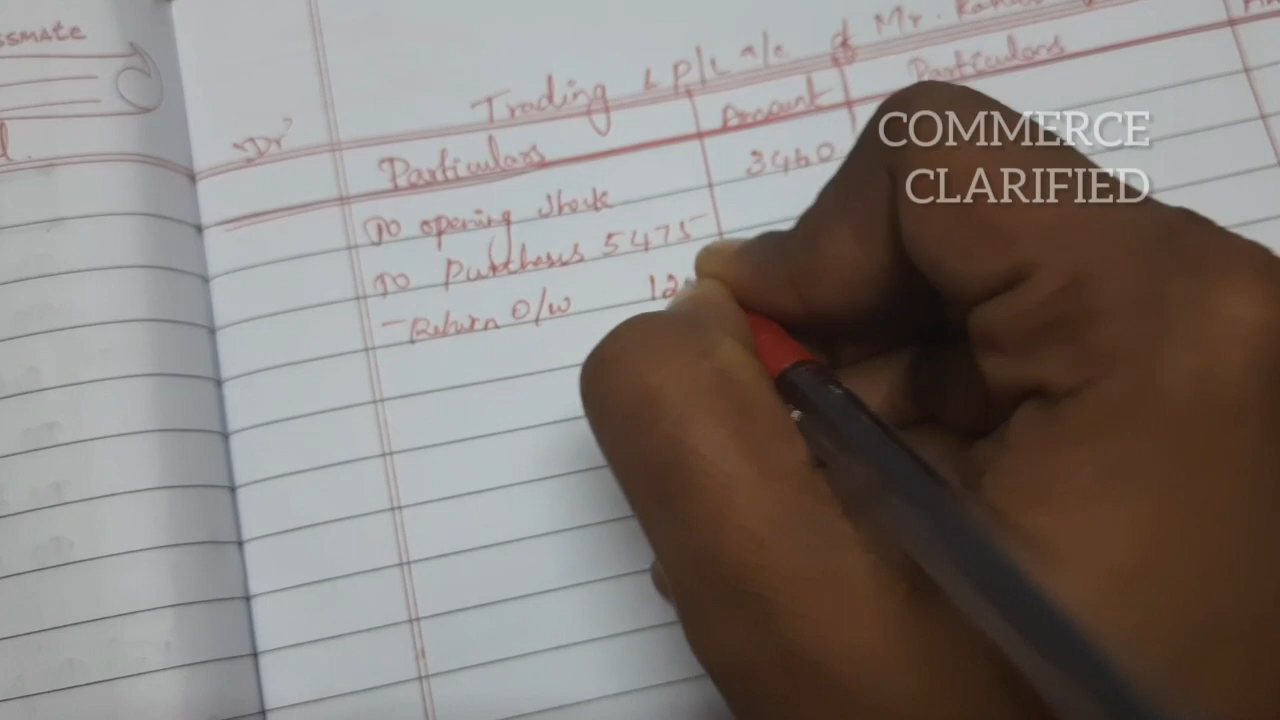 Trading & P/L a/c of Mr.
Dr
Particulars Amount Particulars
To opening stock 3460
To Purchases 5475
- Return O/W
COMMERCE
CLARIFIED